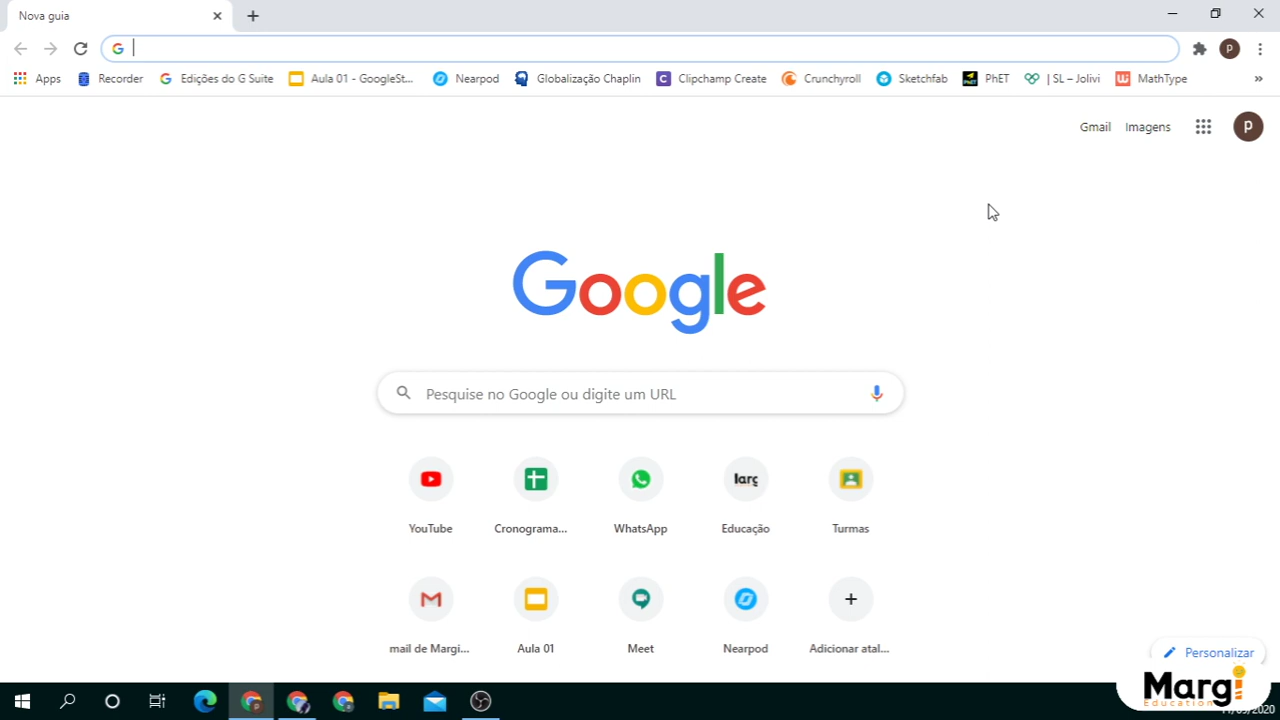 Nova guia
Apps Recorder Edições do G Suite Aula 01 - GoogleSt... Nearpod Globalização Chaplin Clipchamp Create Crunchyroll Sketchfab PhET | SL – Jolivi MathType »
Gmail Imagens p
Google
Pesquise no Google ou digite um URL
larg
YouTube Cronograma... WhatsApp Educação Turmas
mail de Margi... Aula 01 Meet Nearpod Adicionar atal...
Personalizar
Margi
Education